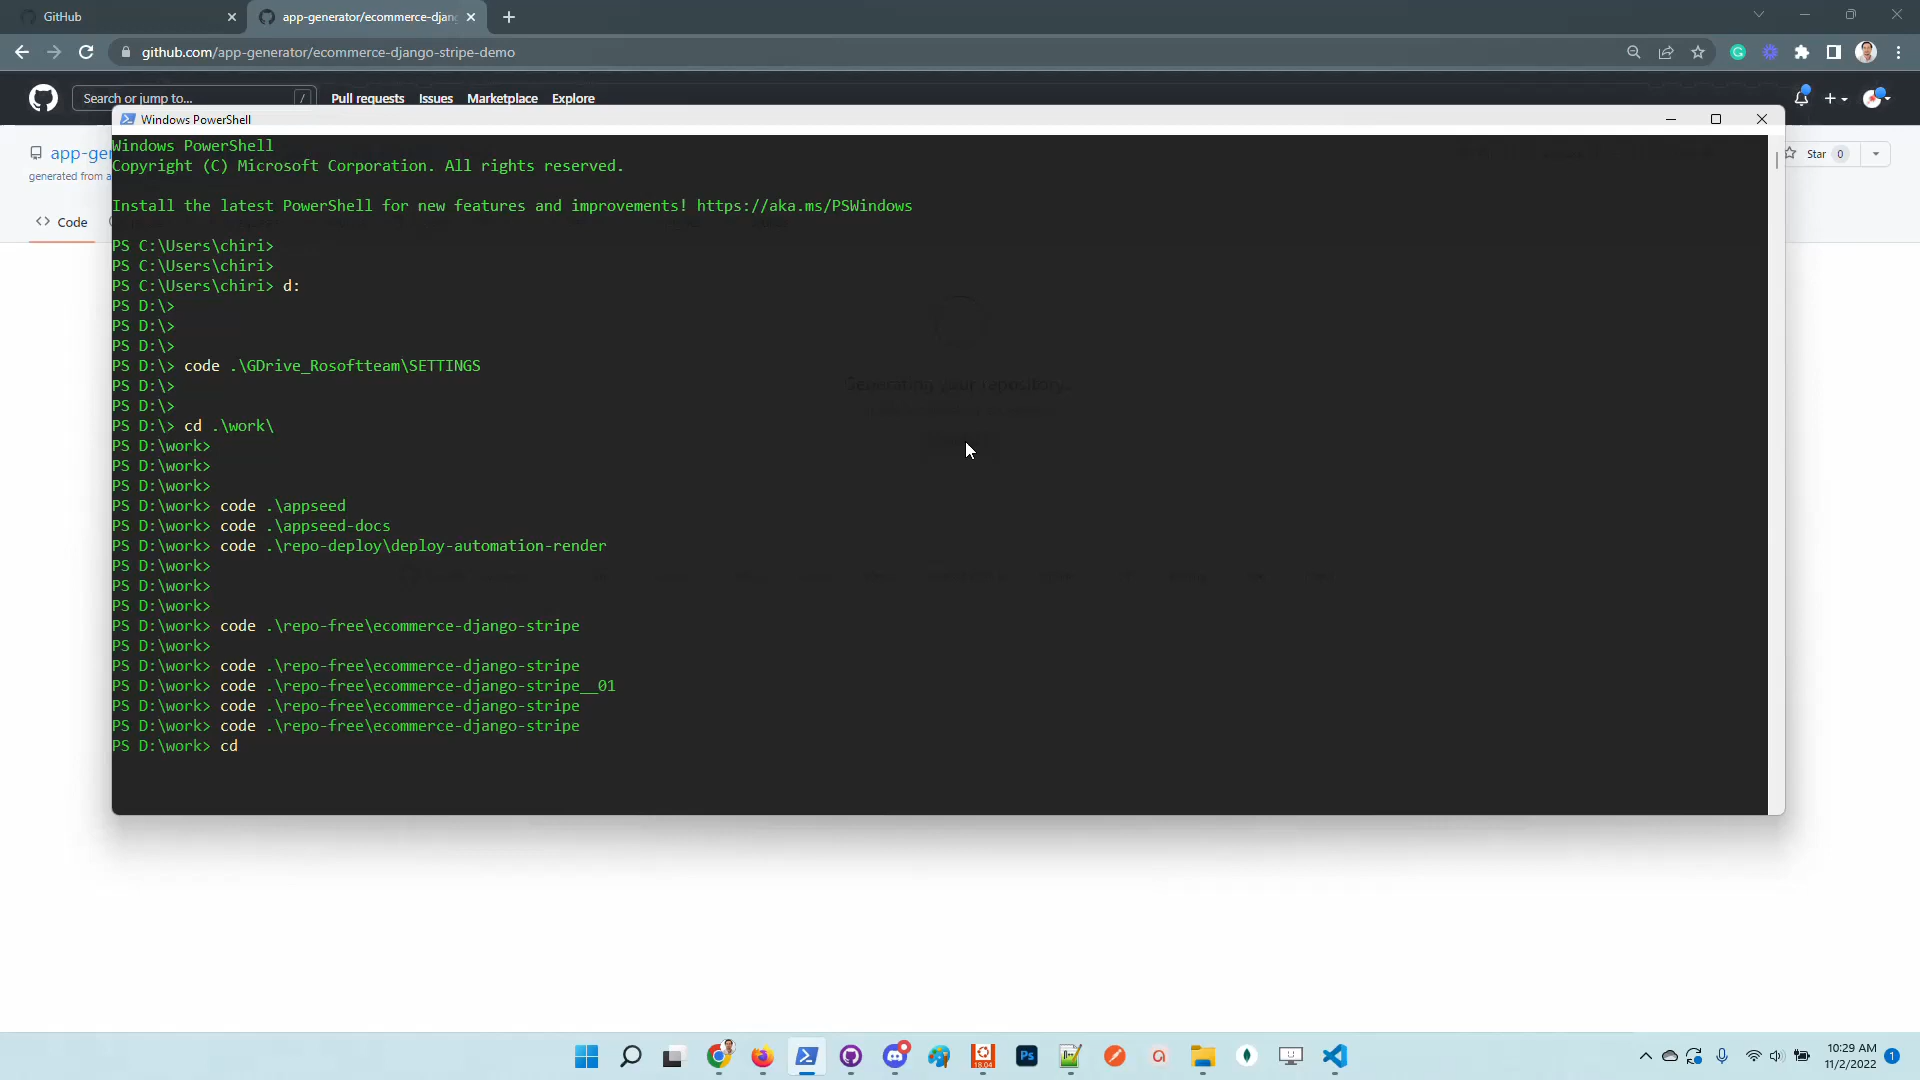 GitHub
app-generator/ecommerce-djang
github.com/app-generator/ecommerce-django-stripe-demo
Search or jump to...
/
Pull requests
Issues
Marketplace
Explore
Windows PowerShell
app-gen
generated from a
Star 0
Code
Windows PowerShell
Copyright (C) Microsoft Corporation. All rights reserved.
Install the latest PowerShell for new features and improvements! https://aka.ms/PSWindows
PS C:\Users\chiri>
PS C:\Users\chiri>
PS C:\Users\chiri> d:
PS D:\>
PS D:\>
PS D:\>
PS D:\> code .\GDrive_Rosoftteam\SETTINGS
PS D:\>
PS D:\>
PS D:\> cd .\work\
PS D:\work>
PS D:\work>
PS D:\work>
PS D:\work> code .\appseed
PS D:\work> code .\appseed-docs
PS D:\work> code .\repo-deploy\deploy-automation-render
PS D:\work>
PS D:\work>
PS D:\work>
PS D:\work> code .\repo-free\ecommerce-django-stripe
PS D:\work>
PS D:\work> code .\repo-free\ecommerce-django-stripe
PS D:\work> code .\repo-free\ecommerce-django-stripe__01
PS D:\work> code .\repo-free\ecommerce-django-stripe
PS D:\work> code .\repo-free\ecommerce-django-stripe
PS D:\work> cd
Generating your repository...
Ps
18.04
10:29 AM
11/2/2022
1